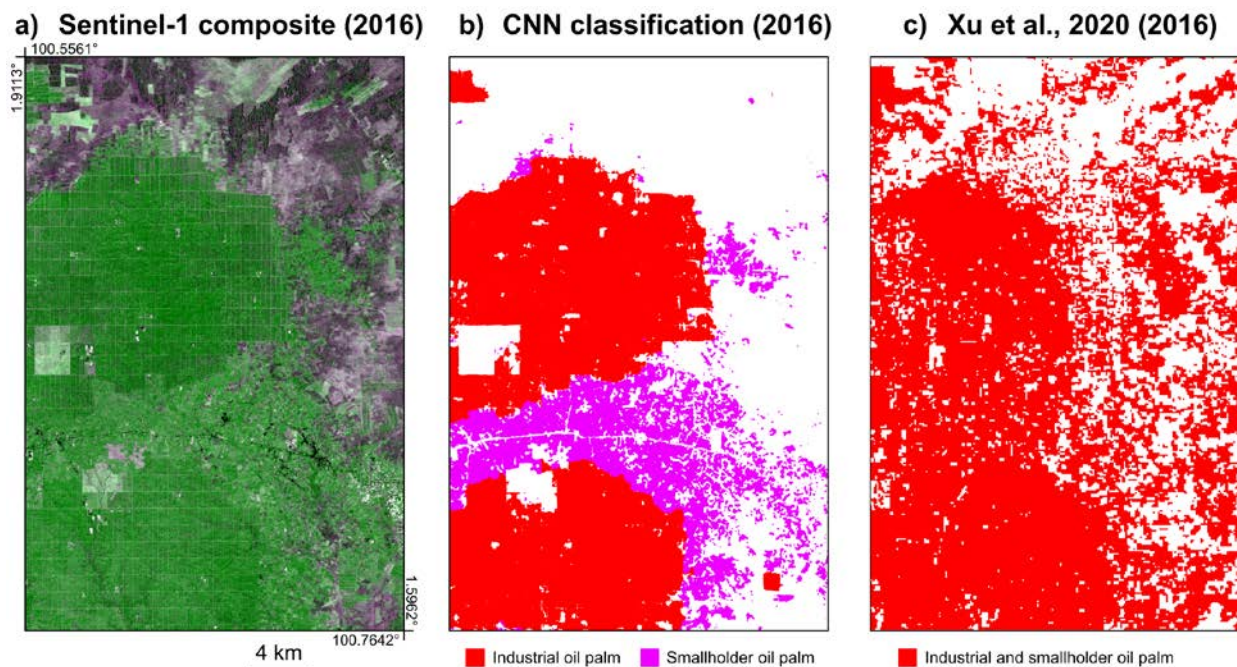 a) Sentinel-1 composite (2016)
b) CNN classification (2016)
c) Xu et al., 2020 (2016)
100.5561°
1.9113°
1.5962°
100.7642°
4 km
Industrial oil palm
Smallholder oil palm
Industrial and smallholder oil palm